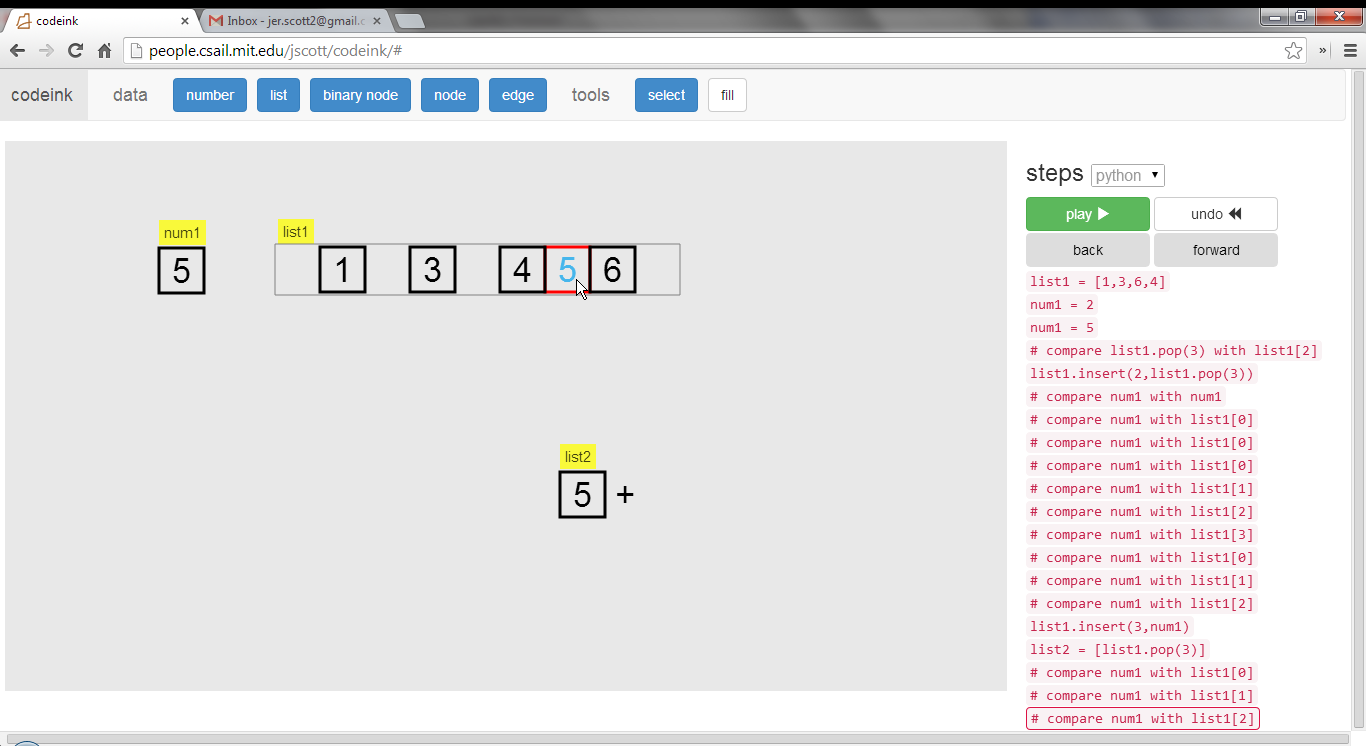 codeink
Inbox - jer.scott2@gmail.c
people.csail.mit.edu/jscott/codeink/#
codeink data number list binary node node edge tools select fill
num1
5
list1
1 3 4 5 6
list2
5 +
steps python
play undo
back forward
list1 = [1,3,6,4]
num1 = 2
num1 = 5
# compare list1.pop(3) with list1[2]
list1.insert(2,list1.pop(3))
# compare num1 with num1
# compare num1 with list1[0]
# compare num1 with list1[0]
# compare num1 with list1[0]
# compare num1 with list1[1]
# compare num1 with list1[2]
# compare num1 with list1[3]
# compare num1 with list1[0]
# compare num1 with list1[1]
# compare num1 with list1[2]
list1.insert(3,num1)
list2 = [list1.pop(3)]
# compare num1 with list1[0]
# compare num1 with list1[1]
# compare num1 with list1[2]